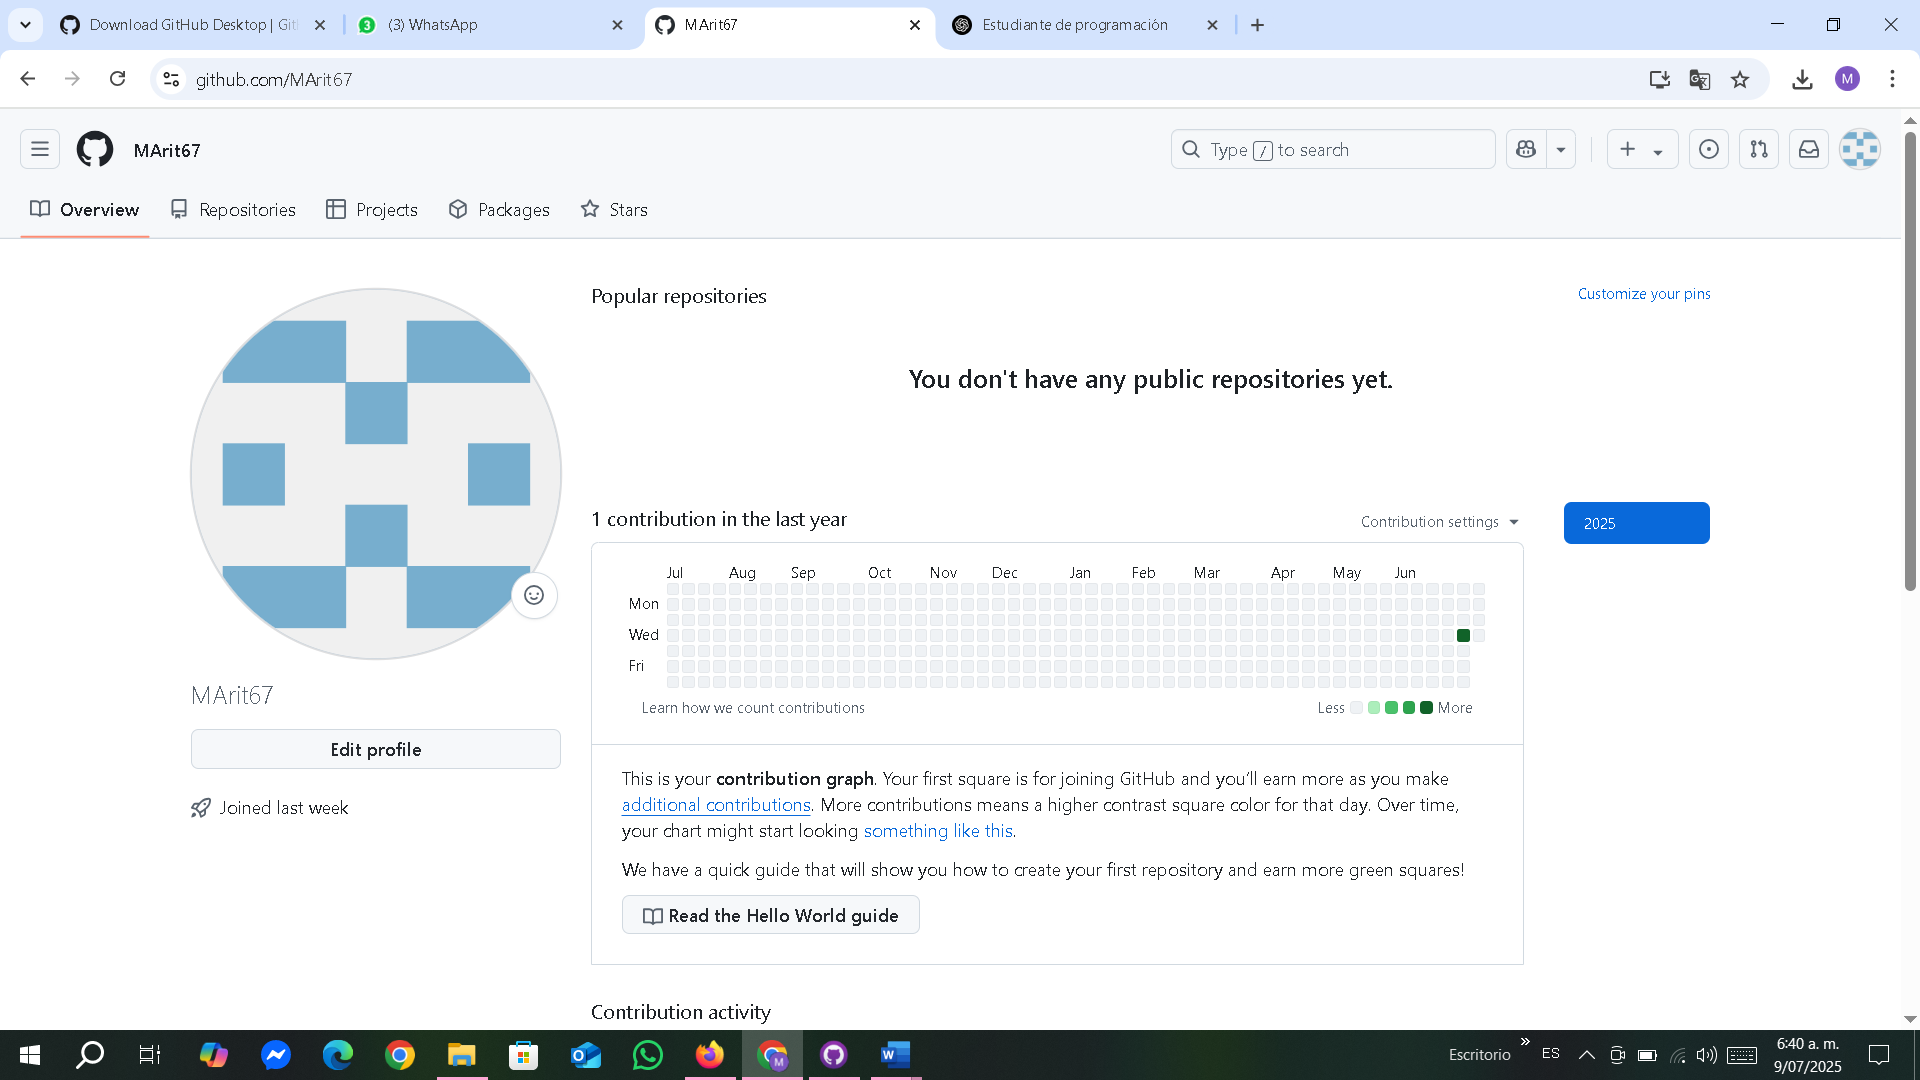 Download GitHub Desktop | Git
(3) WhatsApp
MArit67
Estudiante de programación
github.com/MArit67
M
MArit67
Type / to search
Overview
Repositories
Projects
Packages
Stars
Popular repositories
Customize your pins
You don't have any public repositories yet.
1 contribution in the last year
Contribution settings
2025
Jul Aug Sep Oct Nov Dec Jan Feb Mar Apr May Jun
Mon
Wed
Fri
Learn how we count contributions
Less
More
MArit67
Edit profile
Joined last week
This is your contribution graph. Your first square is for joining GitHub and you’ll earn more as you make
additional contributions. More contributions means a higher contrast square color for that day. Over time,
your chart might start looking something like this.
We have a quick guide that will show you how to create your first repository and earn more green squares!
Read the Hello World guide
Contribution activity
Escritorio
ES
6:40 a. m.
9/07/2025